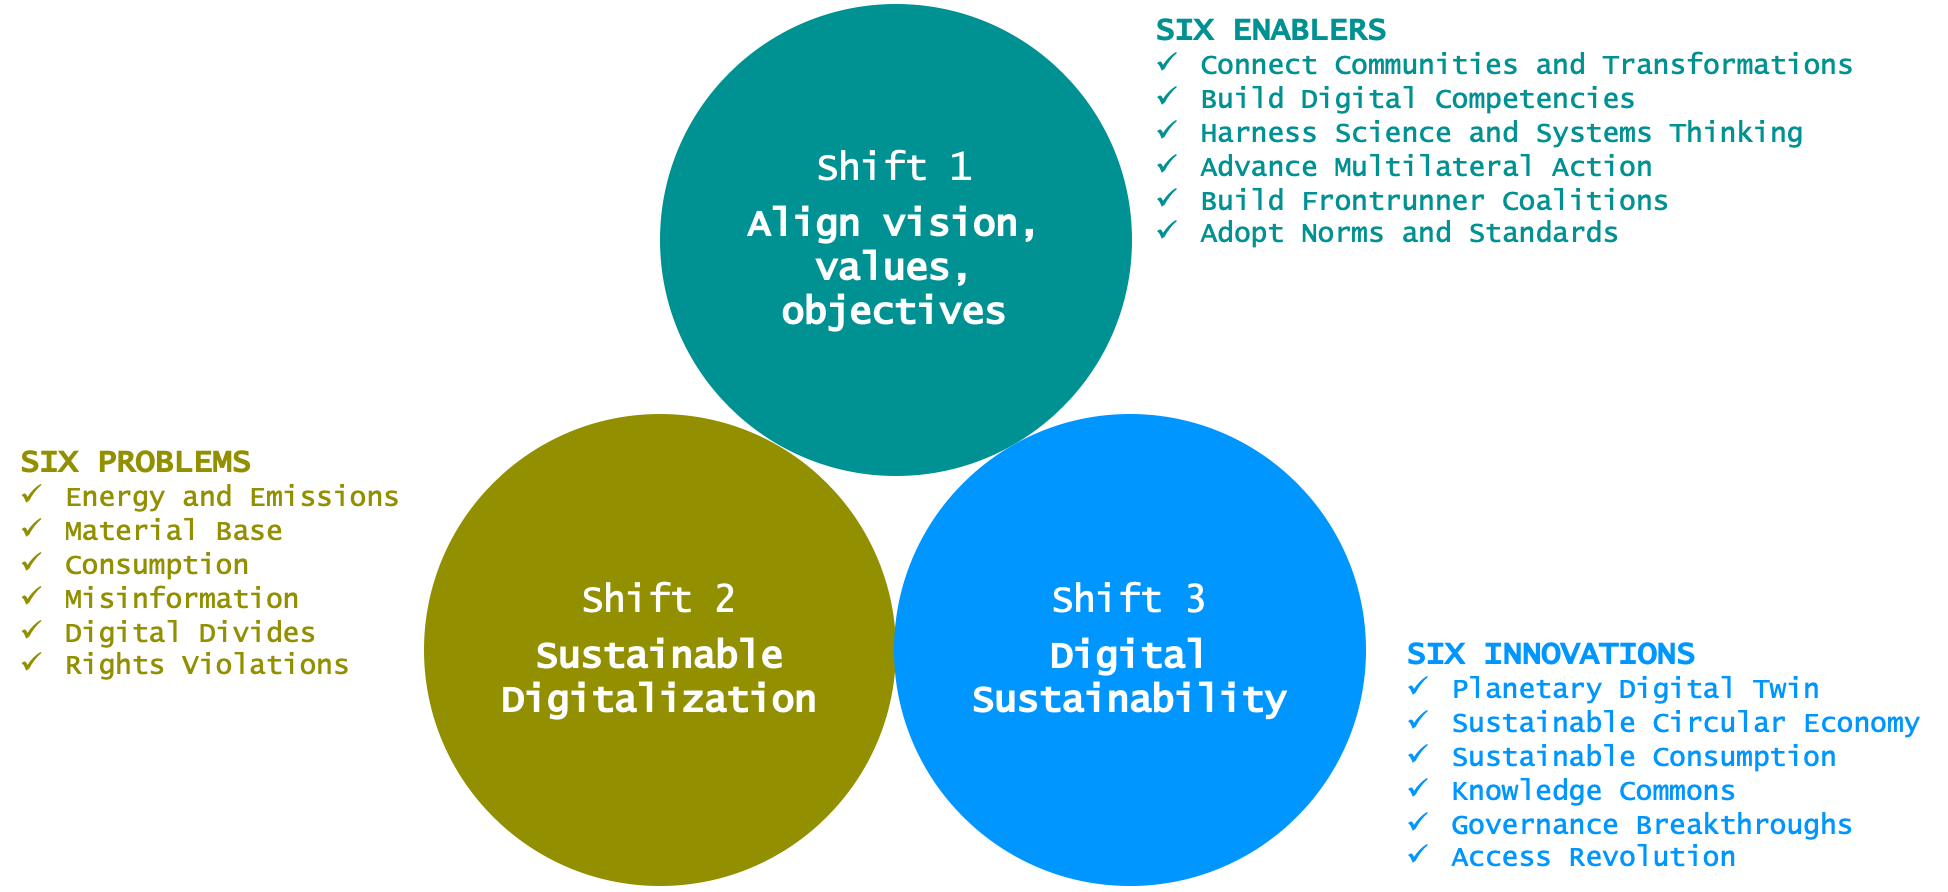 SIX ENABLERS
✓ Connect Communities and Transformations
✓ Build Digital Competencies
✓ Harness Science and Systems Thinking
✓ Advance Multilateral Action
✓ Build Frontrunner Coalitions
✓ Adopt Norms and Standards
Shift 1
Align vision,
values,
objectives
SIX PROBLEMS
✓ Energy and Emissions
✓ Material Base
✓ Consumption
✓ Misinformation
✓ Digital Divides
✓ Rights Violations
Shift 2
Sustainable
Digitalization
Shift 3
Digital
Sustainability
SIX INNOVATIONS
✓ Planetary Digital Twin
✓ Sustainable Circular Economy
✓ Sustainable Consumption
✓ Knowledge Commons
✓ Governance Breakthroughs
✓ Access Revolution